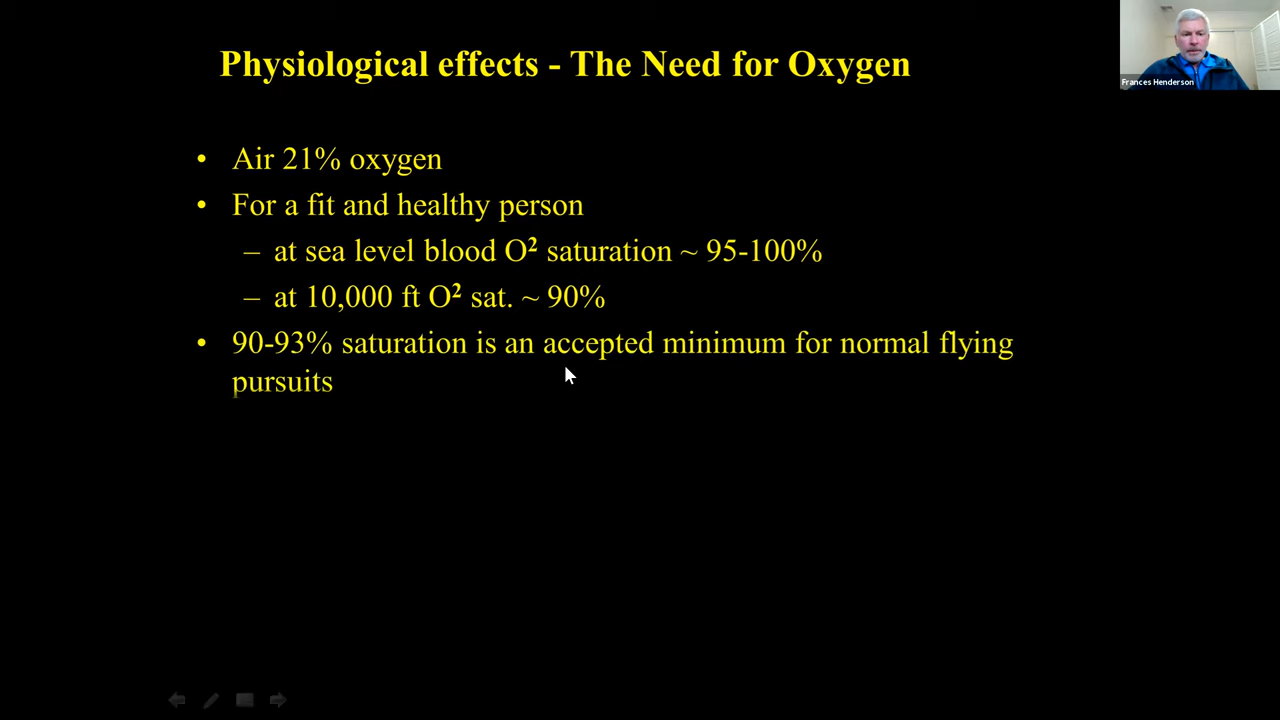 Physiological effects - The Need for Oxygen
Frances Henderson
• Air 21% oxygen
• For a fit and healthy person
– at sea level blood O² saturation ~ 95-100%
– at 10,000 ft O² sat. ~ 90%
• 90-93% saturation is an accepted minimum for normal flying
pursuits